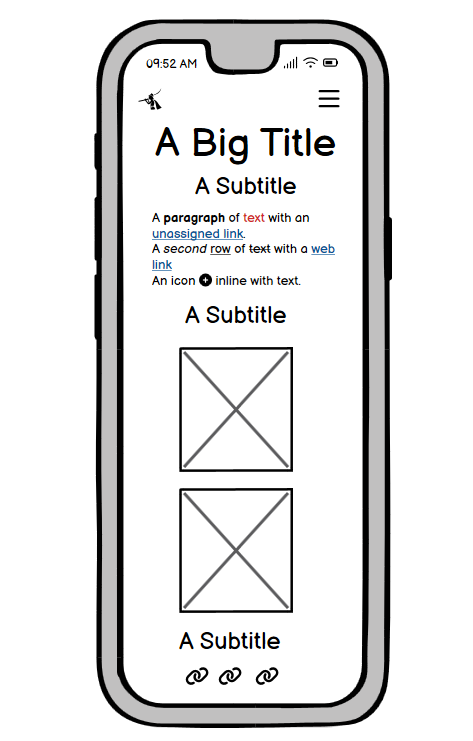 09:52 AM
A Big Title
A Subtitle
A paragraph of text with an
unassigned link.
A second row of text with a web
link
An icon inline with text.
A Subtitle
A Subtitle